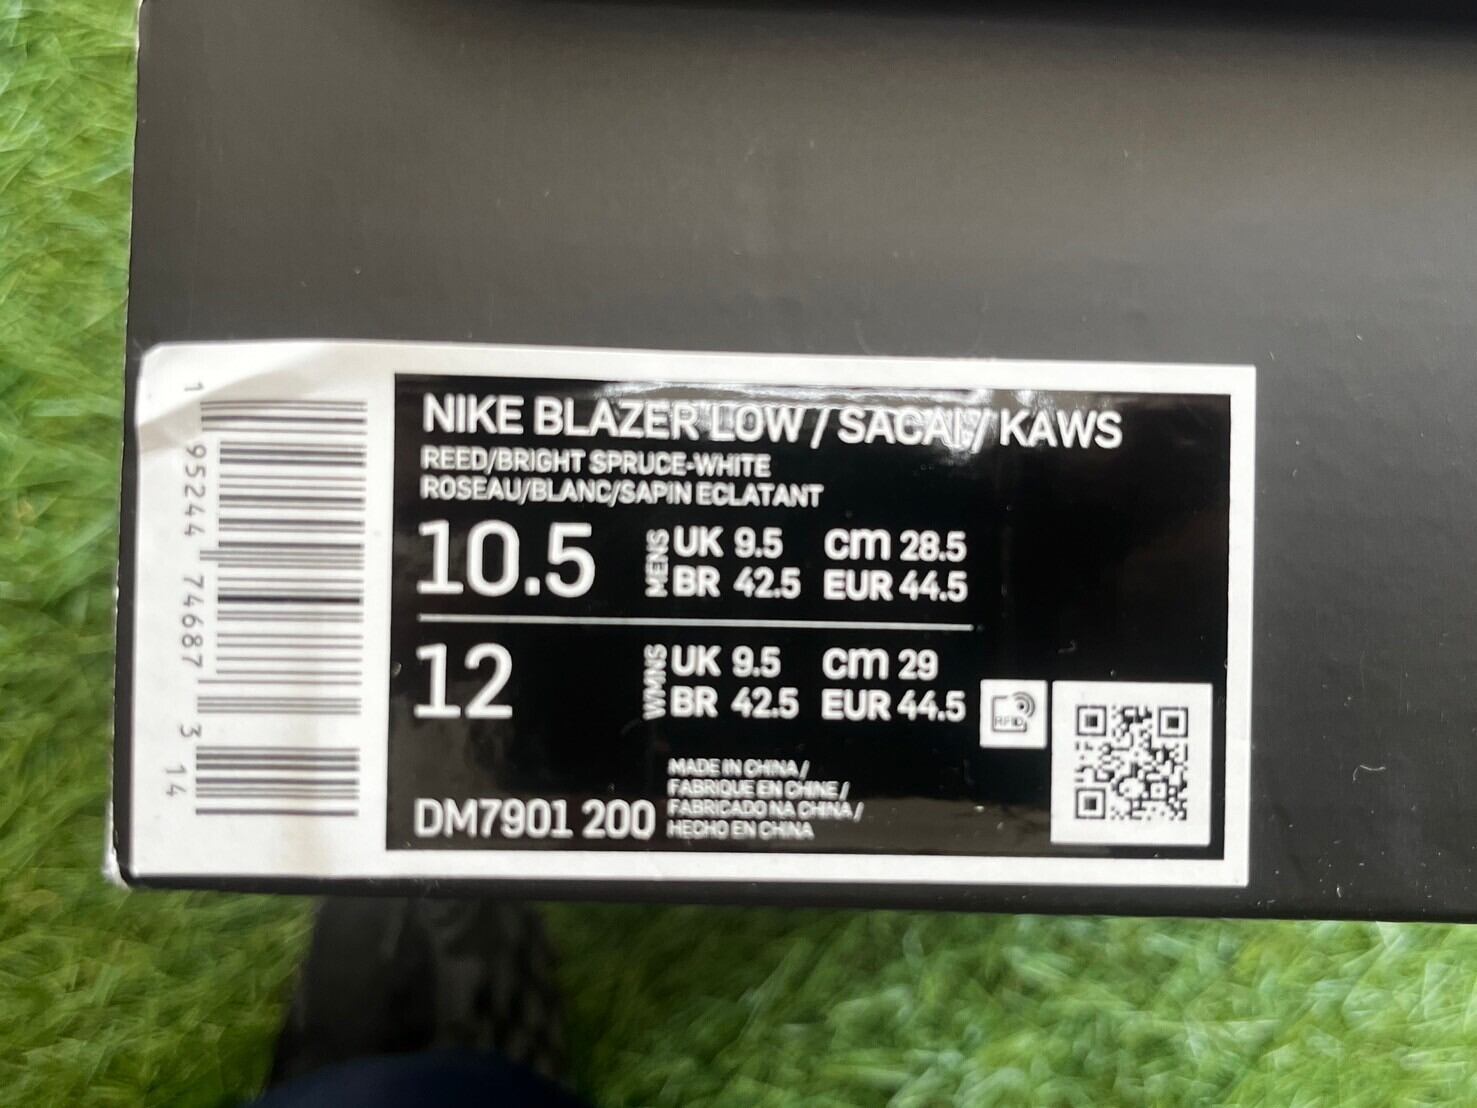 NIKE BLAZER LOW / SACAI / KAWS
REED/BRIGHT SPRUCE-WHITE
ROSEAU/BLANC/SAPIN ECLATANT
10.5
MENS
UK 9.5 cm 28.5
BR 42.5 EUR 44.5
12
WMNS
UK 9.5 cm 29
BR 42.5 EUR 44.5
RFID
DM7901 200
MADE IN CHINA /
FABRIQUE EN CHINE /
FABRICADO NA CHINA /
HECHO EN CHINA
1 95244 74687 3 14